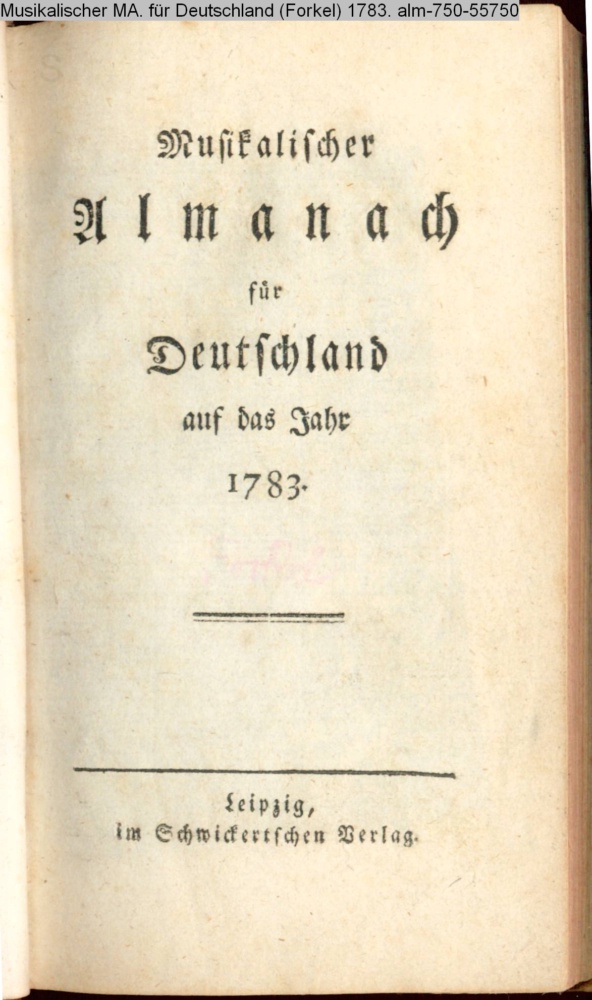 Musikalischer MA. für Deutschland (Forkel) 1783. alm-750-55750
Muſikaliſcher
Almanach
für
Deutſchland
auf das Jahr
1783.
Leipzig,
im Schwickertſchen Verlag.